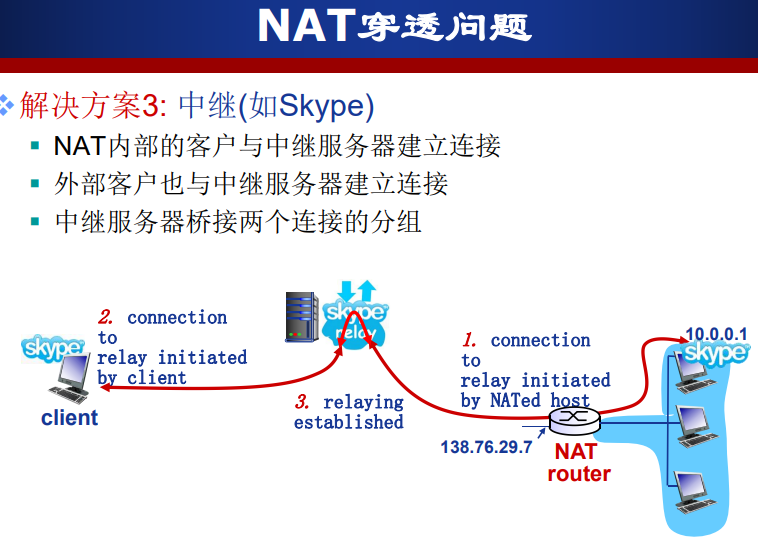 NAT穿透问题
解决方案3: 中继(如Skype)
NAT内部的客户与中继服务器建立连接
外部客户也与中继服务器建立连接
中继服务器桥接两个连接的分组
2. connection
to
relay initiated
by client
skype
client
skype
relay
3. relaying
established
1. connection
to
relay initiated
by NATed host
10.0.0.1
skype
138.76.29.7
NAT
router